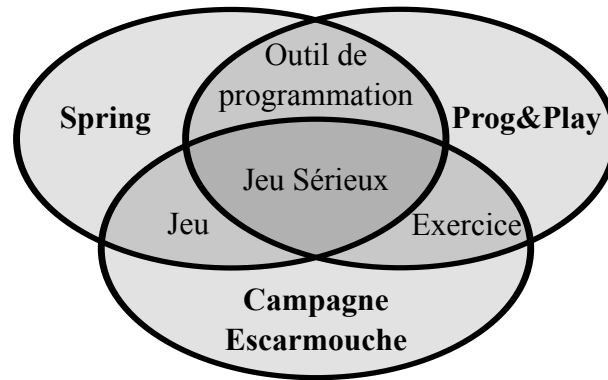 Outil de
programmation
Spring
Prog&Play
Jeu Sérieux
Jeu
Exercice
Campagne
Escarmouche